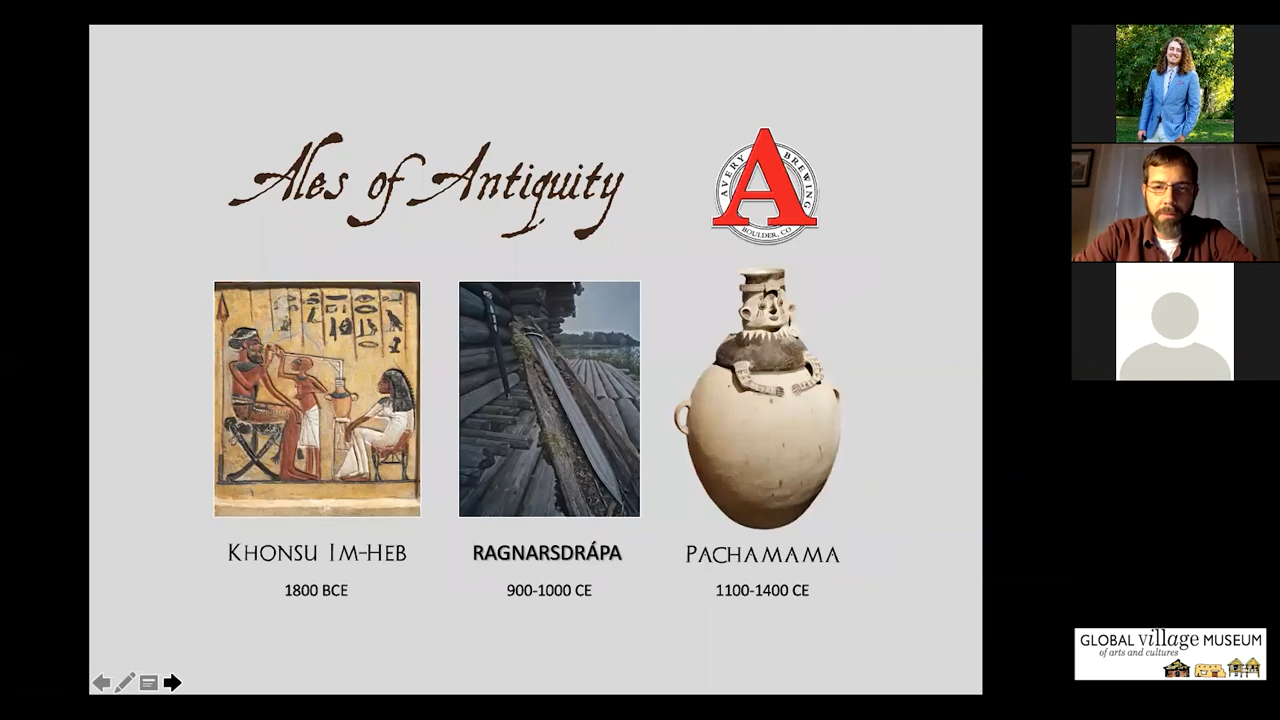 Ales of Antiquity
AVERY BREWING
A
BOULDER, CO
KHONSU IM-HEB
RAGNARSDRÁPA
PACHAMAMA
1800 BCE
900-1000 CE
1100-1400 CE
GLOBAL village MUSEUM
of arts and cultures